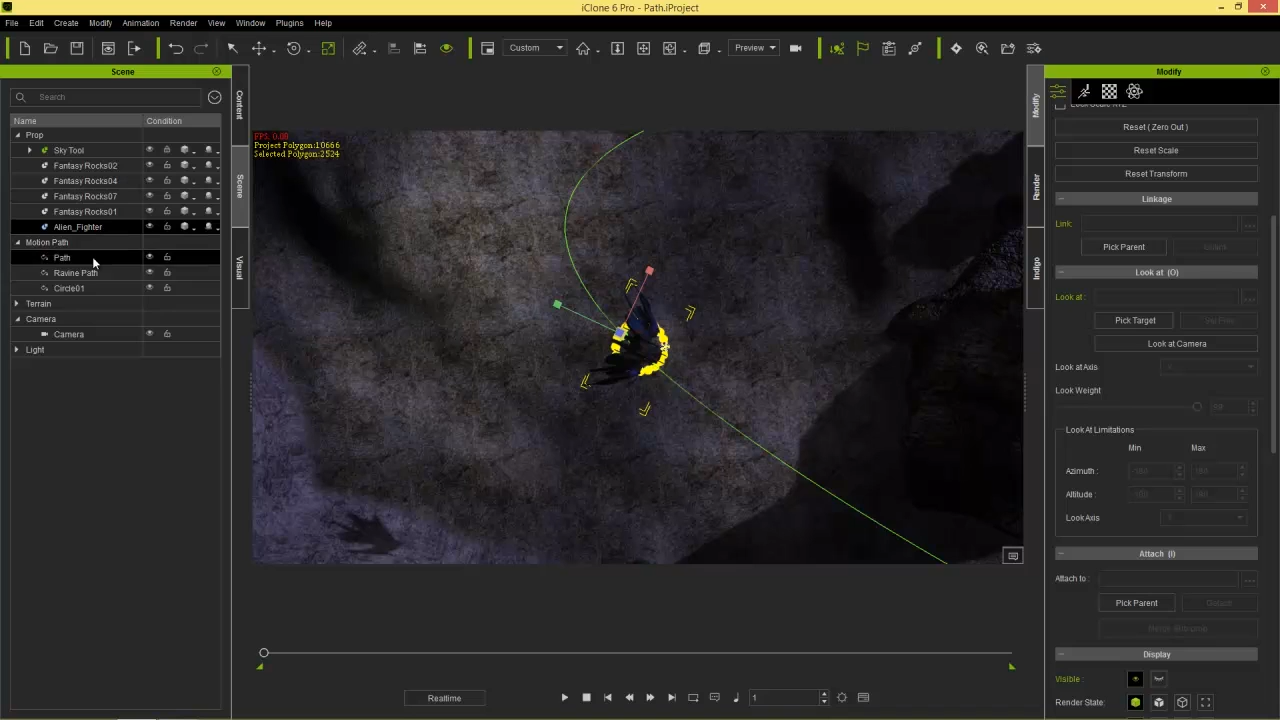 iClone 6 Pro - Path.iProject
File Edit Create Modify Animation Render View Window Plugins Help
Custom
Preview
Scene
Modify
Search
Name Condition
Prop
Sky Tool
Fantasy Rocks02
Fantasy Rocks04
Fantasy Rocks07
Fantasy Rocks01
Alien_Fighter
Motion Path
Path
Ravine Path
Circle01
Terrain
Camera
Camera
Light
Content
Scene
Visual
FPS, 0.00
Project Polygon:10666
Selected Polygon:2524
Realtime
1
Modify
Render
Indigo
Reset ( Zero Out )
Reset Scale
Reset Transform
Linkage
Link:
Pick Parent
Look at (O)
Look at :
Pick Target
Look at Camera
Look at Axis
Look Weight
Look At Limitations
Min Max
Azimuth :
Altitude :
Look Axis
Attach (I)
Attach to :
Pick Parent
Display
Visible :
Render State: